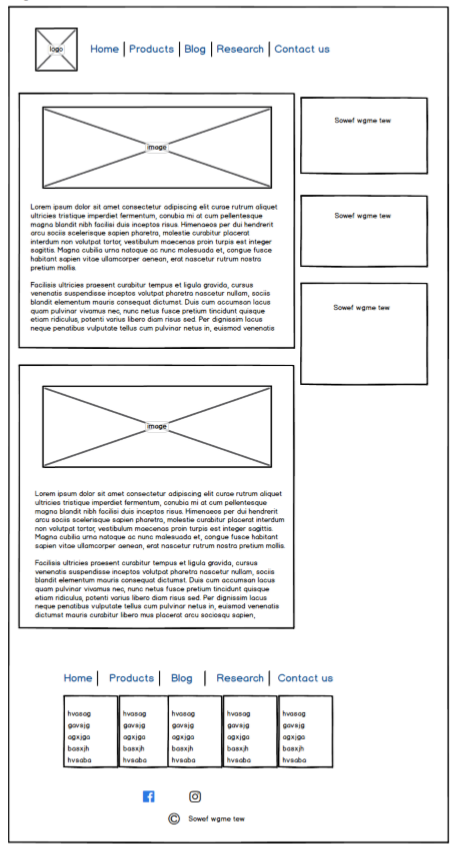 logo
Home Products Blog Research Contact us
image
Lorem ipsum dolor sit amet consectetur adipiscing elit curae rutrum aliquet
ultricies tristique imperdiet fermentum, conubia mi at cum pellentesque
magna blandit nibh facilisi duis inceptos risus. Himenaeos per dui hendrerit
arcu sociis scelerisque sapien pharetra, molestie curabitur placerat
interdum non volutpat tortor, vestibulum maecenas proin turpis est integer
sagittis. Magna cubilia urna natoque ac nunc malesuada et, congue fusce
habitant sapien vitae ullamcorper aenean, erat nascetur rutrum nostra
pretium mollis.
Facilisis ultricies praesent curabitur tempus et ligula gravida, cursus
venenatis suspendisse inceptos volutpat pharetra nascetur nullam, sociis
blandit elementum mauris consequat dictumst. Duis cum accumsan lacus
quam pulvinar vivamus nec, nunc netus fusce pretium tincidunt quisque
etiam ridiculus, potenti varius libero diam risus sed. Per dignissim lacus
neque penatibus vulputate tellus cum pulvinar netus in, euismod venenatis
Sowef wgme tew
Sowef wgme tew
Sowef wgme tew
image
Lorem ipsum dolor sit amet consectetur adipiscing elit curae rutrum aliquet
ultricies tristique imperdiet fermentum, conubia mi at cum pellentesque
magna blandit nibh facilisi duis inceptos risus. Himenaeos per dui hendrerit
arcu sociis scelerisque sapien pharetra, molestie curabitur placerat interdum
non volutpat tortor, vestibulum maecenas proin turpis est integer sagittis.
Magna cubilia urna natoque ac nunc malesuada et, congue fusce habitant
sapien vitae ullamcorper aenean, erat nascetur rutrum nostra pretium mollis.
Facilisis ultricies praesent curabitur tempus et ligula gravida, cursus
venenatis suspendisse inceptos volutpat pharetra nascetur nullam, sociis
blandit elementum mauris consequat dictumst. Duis cum accumsan lacus
quam pulvinar vivamus nec, nunc netus fusce pretium tincidunt quisque
etiam ridiculus, potenti varius libero diam risus sed. Per dignissim lacus
neque penatibus vulputate tellus cum pulvinar netus in, euismod venenatis
dictumst mauris curabitur libero mus placerat arcu sociosqu sapien,
Home Products Blog Research Contact us
hvasag hvasag hvasag hvasag hvasag
gavsjg gavsjg gavsjg gavsjg gavsjg
agxjga agxjga agxjga agxjga agxjga
basxjh basxjh basxjh basxjh basxjh
hvsaba hvsaba hvsaba hvsaba hvsaba
© Sowef wgme tew